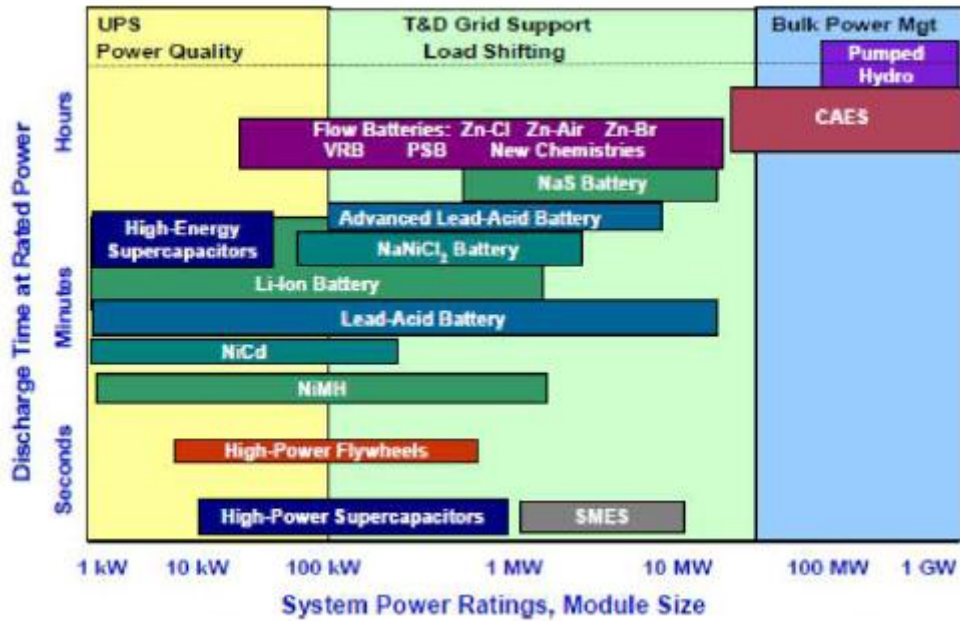 UPS
Power Quality
T&D Grid Support
Load Shifting
Bulk Power Mgt
Pumped
Hydro
CAES
Flow Batteries: Zn-Cl Zn-Air Zn-Br
VRB PSB New Chemistries
NaS Battery
Advanced Lead-Acid Battery
High-Energy
Supercapacitors
NaNiCl₂ Battery
Li-Ion Battery
Lead-Acid Battery
NiCd
NiMH
High-Power Flywheels
High-Power Supercapacitors
SMES
Discharge Time at Rated Power
Hours
Minutes
Seconds
1 kW 10 kW 100 kW 1 MW 10 MW 100 MW 1 GW
System Power Ratings, Module Size